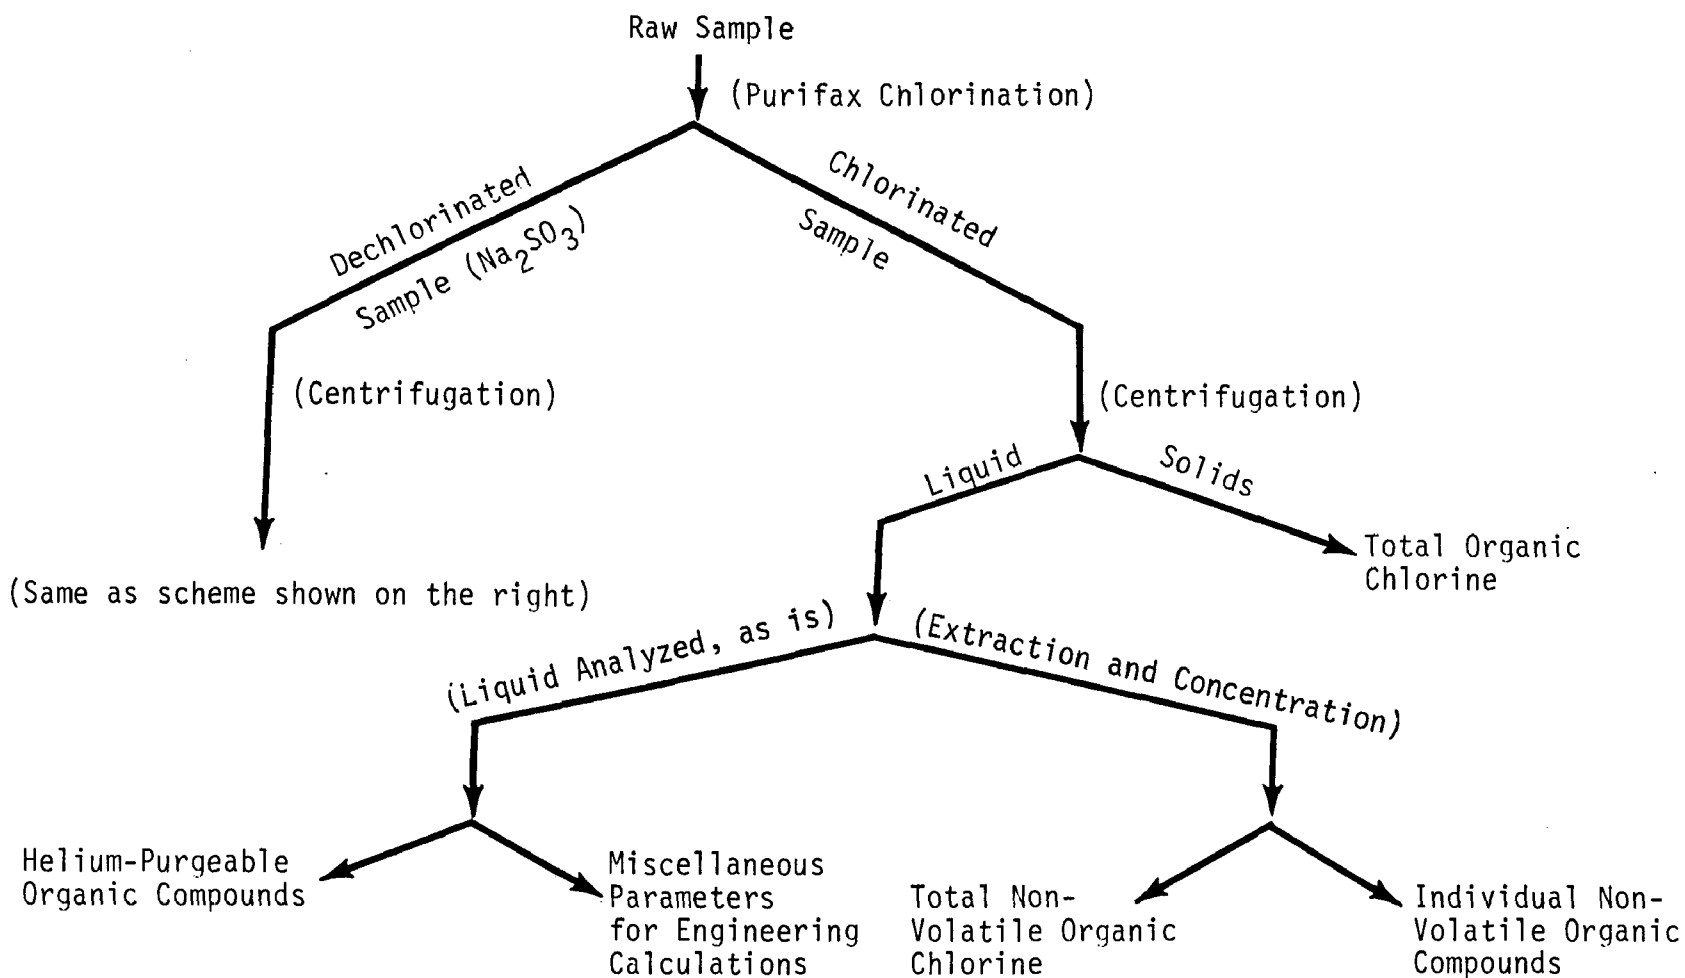 Raw Sample
(Purifax Chlorination)
Dechlorinated
Sample (Na₂SO₃)
Chlorinated
Sample
(Centrifugation)
(Centrifugation)
Liquid
Solids
Total Organic
Chlorine
(Same as scheme shown on the right)
(Liquid Analyzed, as is)
(Extraction and Concentration)
Helium-Purgeable
Organic Compounds
Miscellaneous
Parameters
for Engineering
Calculations
Total Non-
Volatile Organic
Chlorine
Individual Non-
Volatile Organic
Compounds